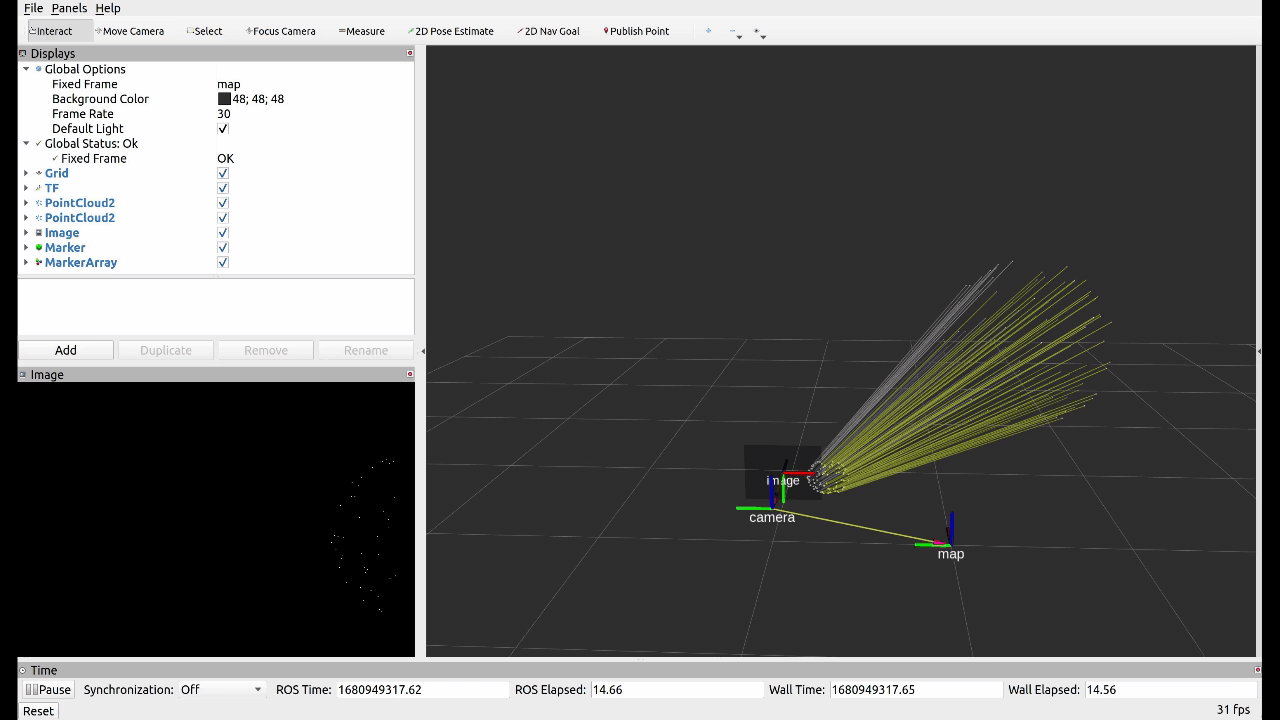 File Panels Help
Interact Move Camera Select Focus Camera Measure 2D Pose Estimate 2D Nav Goal Publish Point
Displays
Global Options
Fixed Frame map
Background Color 48; 48; 48
Frame Rate 30
Default Light
Global Status: Ok
Fixed Frame OK
Grid
TF
PointCloud2
PointCloud2
Image
Marker
MarkerArray
Add Duplicate Remove Rename
Image
image
camera
map
Time
Pause Synchronization: Off ROS Time: 1680949317.62 ROS Elapsed: 14.66 Wall Time: 1680949317.65 Wall Elapsed: 14.56
Reset 31 fps